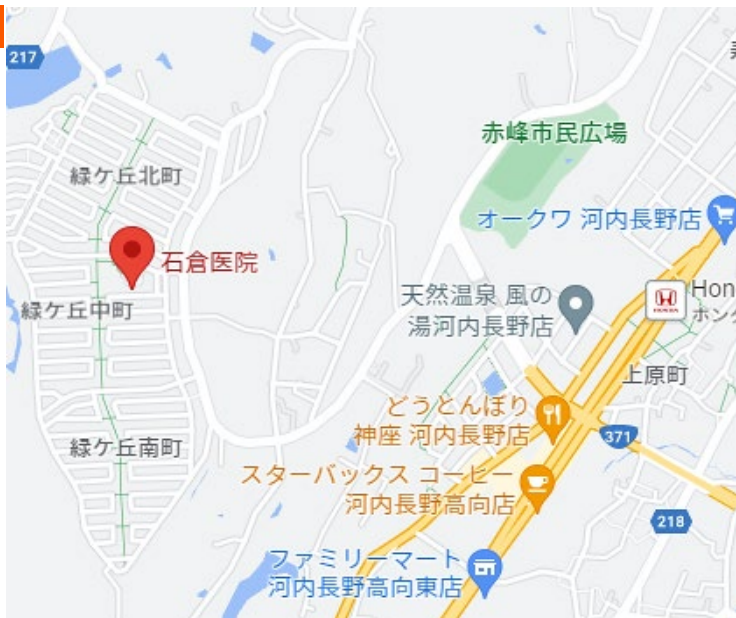 217
赤峰市民広場
緑ケ丘北町
オークワ 河内長野店
石倉医院
天然温泉 風の
湯河内長野店
Hon
ホンダ
緑ケ丘中町
HONDA
上原町
どうとんぼり
神座 河内長野店
371
緑ケ丘南町
スターバックス コーヒー
河内長野高向店
218
ファミリーマート
河内長野高向東店